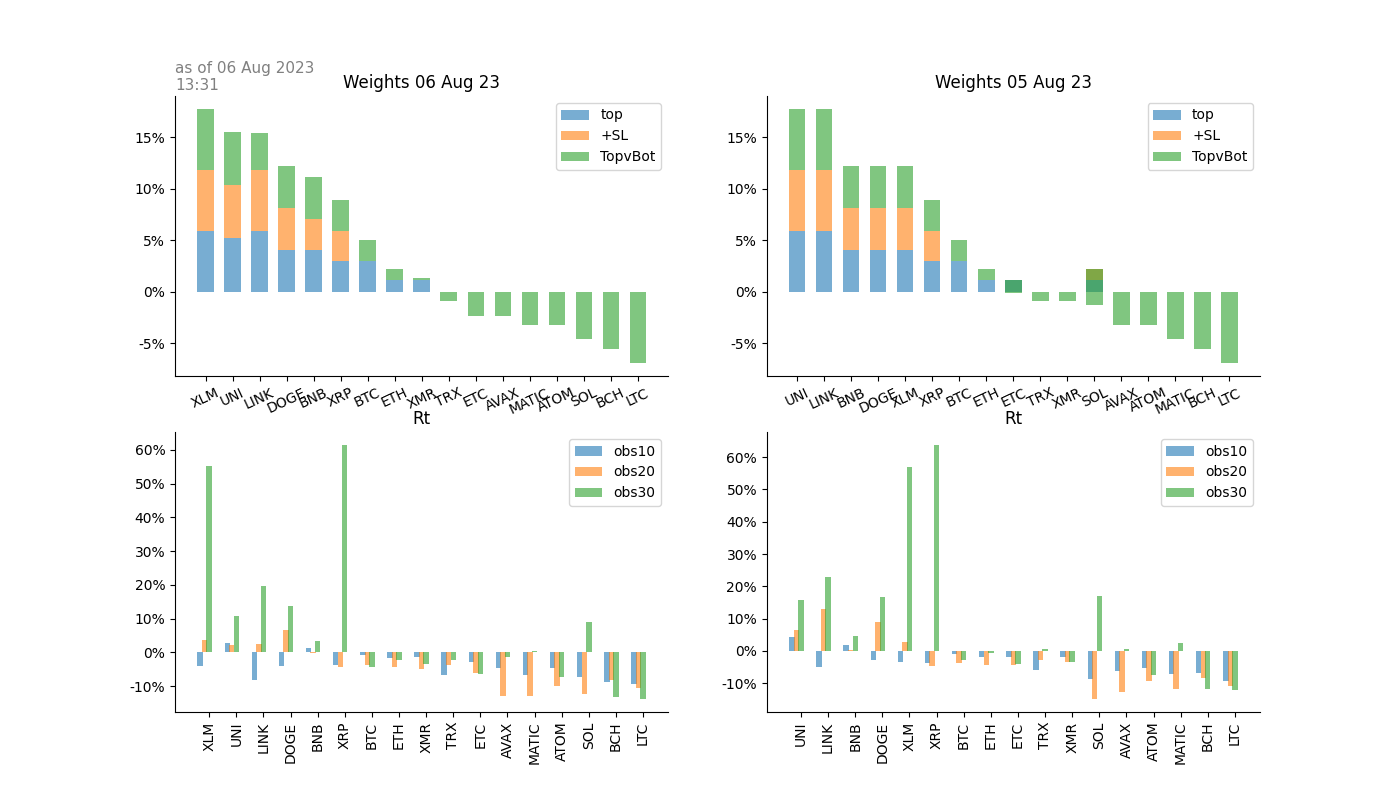 as of 06 Aug 2023
13:31
Weights 06 Aug 23
15%
10%
5%
0%
-5%
top
+SL
TopvBot
XLM UNI LINK DOGE BNB XRP BTC ETH XMR TRX ETC AVAX MATIC ATOM SOL BCH LTC
Weights 05 Aug 23
15%
10%
5%
0%
-5%
top
+SL
TopvBot
UNI LINK BNB DOGE XLM XRP BTC ETH ETC TRX XMR SOL AVAX ATOM MATIC BCH LTC
Rt
60%
50%
40%
30%
20%
10%
0%
-10%
obs10
obs20
obs30
XLM UNI LINK DOGE BNB XRP BTC ETH XMR TRX ETC AVAX MATIC ATOM SOL BCH LTC
Rt
60%
50%
40%
30%
20%
10%
0%
-10%
obs10
obs20
obs30
UNI LINK BNB DOGE XLM XRP BTC ETH ETC TRX XMR SOL AVAX ATOM MATIC BCH LTC